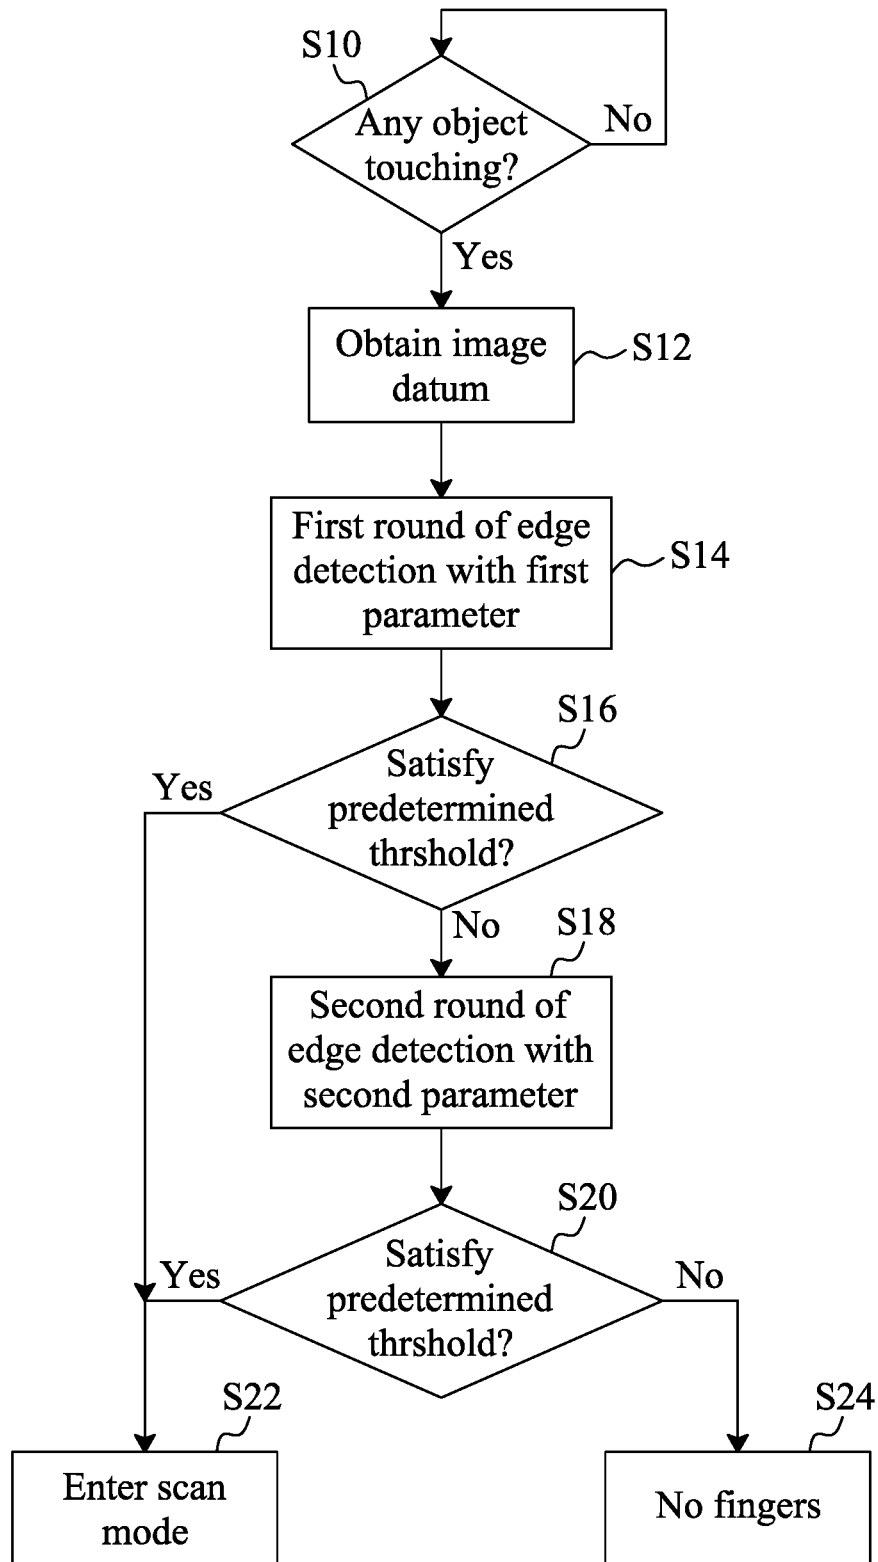 S10
Any object
touching?
No
Yes
Obtain image
datum
S12
First round of edge
detection with first
parameter
S14
S16
Satisfy
predetermined
thrshold?
Yes
No
S18
Second round of
edge detection with
second parameter
S20
Satisfy
predetermined
thrshold?
Yes
No
S22
Enter scan
mode
S24
No fingers